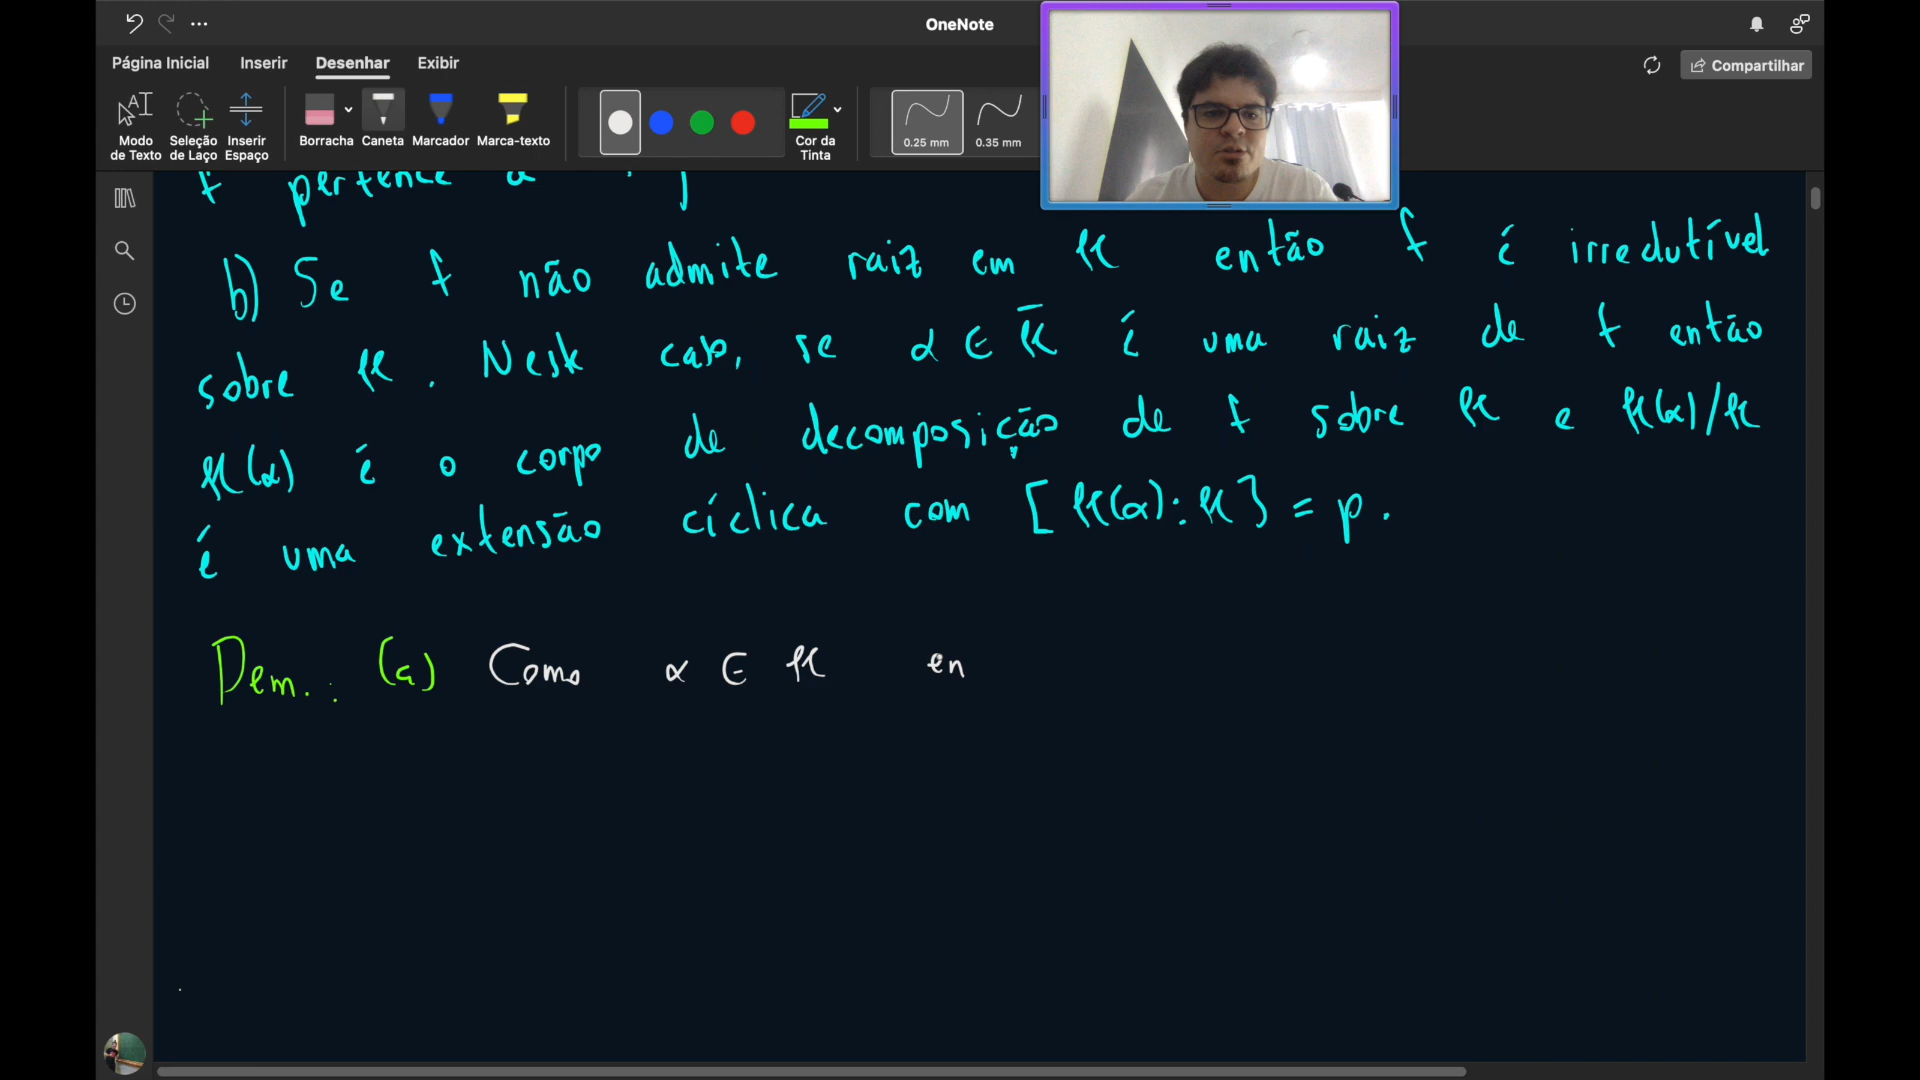 OneNote
Página Inicial Inserir Desenhar Exibir
Compartilhar
Modo de Texto
Seleção de Laço
Inserir Espaço
Borracha
Caneta
Marcador
Marca-texto
Cor da Tinta
0.25 mm
0.35 mm
f pertence a
b) Se f não admite raiz em K então f é irredutível
sobre K. Neste caso, se α ∈ K̄ é uma raiz de f então
K(α) é o corpo de decomposição de f sobre K e K(α)/K
é uma extensão cíclica com [K(α):K] = p.
Dem.: (a) Como α ∈ K en